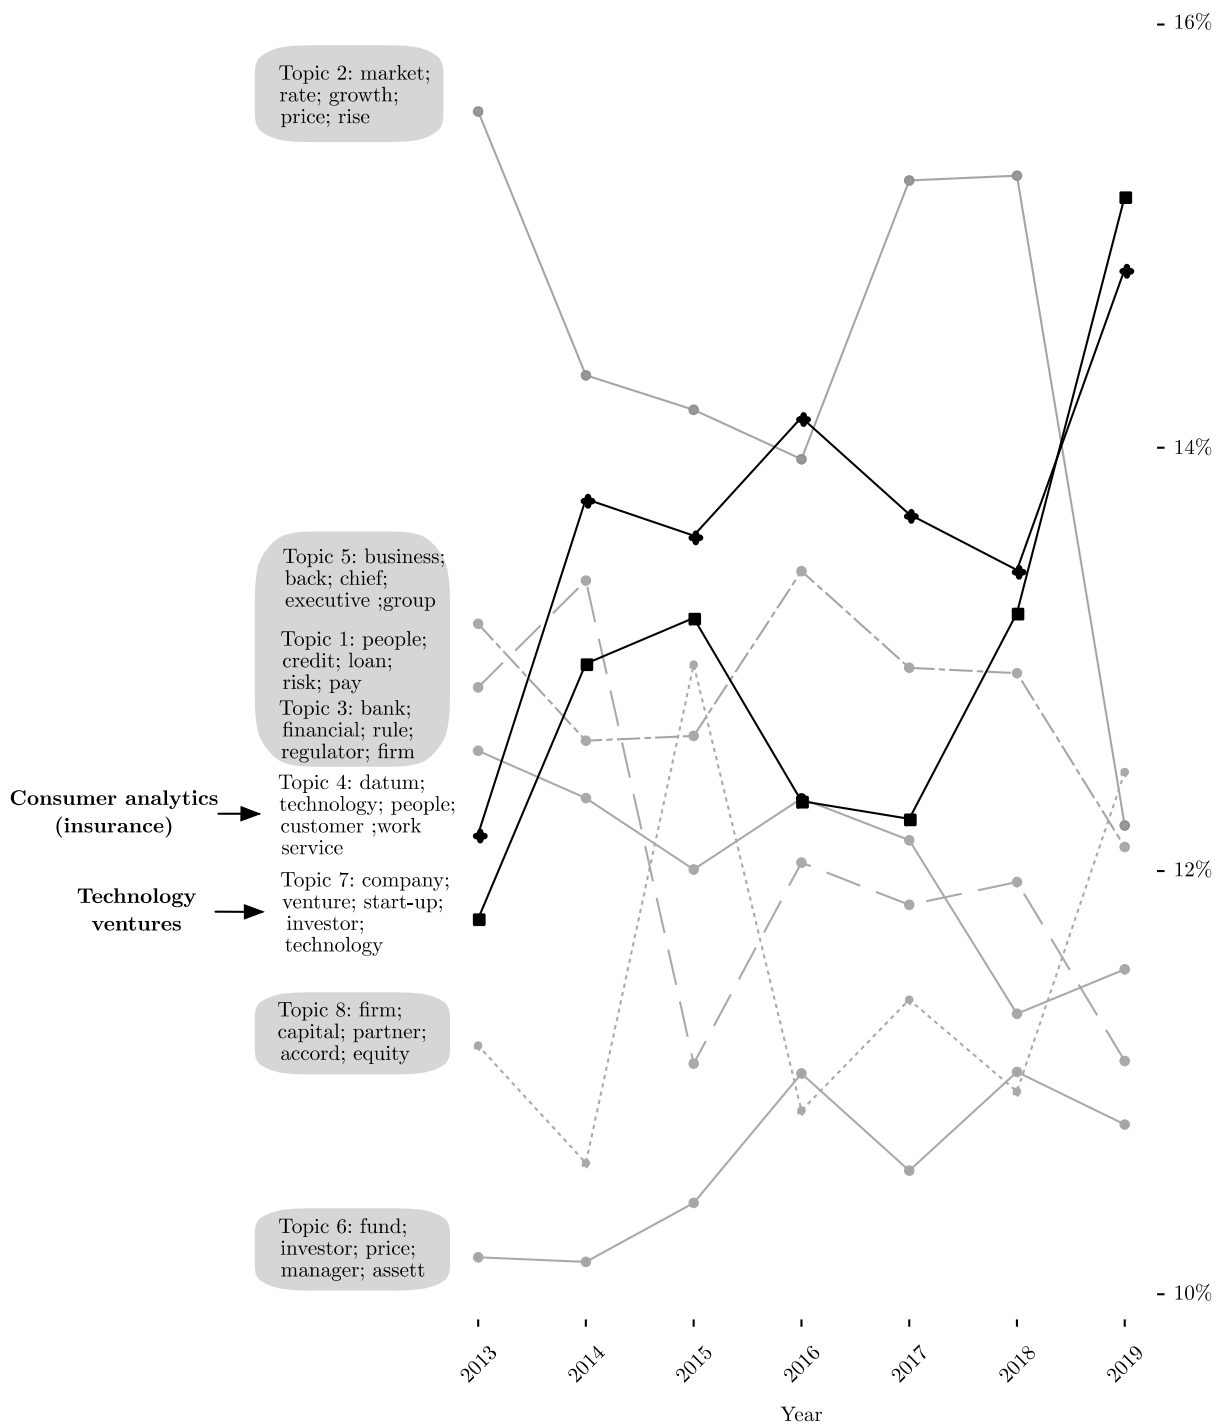 16%
Topic 2: market;
rate; growth;
price; rise
14%
Topic 5: business;
back; chief;
executive ;group
Topic 1: people;
credit; loan;
risk; pay
Topic 3: bank;
financial; rule;
regulator; firm
Consumer analytics
(insurance)
Topic 4: datum;
technology; people;
customer ;work
service
12%
Technology
ventures
Topic 7: company;
venture; start-up;
investor;
technology
Topic 8: firm;
capital; partner;
accord; equity
Topic 6: fund;
investor; price;
manager; assett
10%
2013
2014
2015
2016
2017
2018
2019
Year